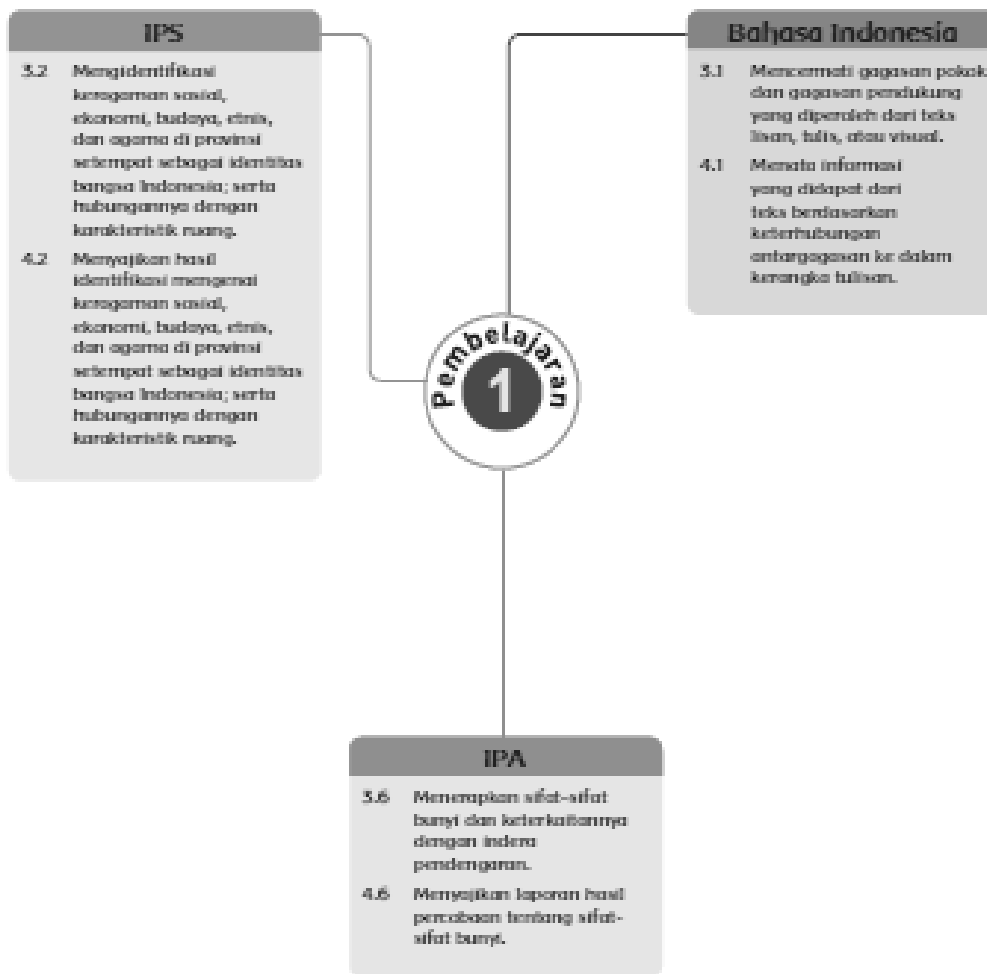 IPS
3.2 Mengidentifikasi
keragaman sosial,
ekonomi, budaya, etnis,
dan agama di provinsi
setempat sebagai identitas
bangsa Indonesia; serta
hubungannya dengan
karakteristik ruang.
4.2 Menyajikan hasil
identifikasi mengenai
keragaman sosial,
ekonomi, budaya, etnis,
dan agama di provinsi
setempat sebagai identitas
bangsa Indonesia; serta
hubungannya dengan
karakteristik ruang.
Bahasa Indonesia
3.1 Mencermati gagasan pokok
dan gagasan pendukung
yang diperoleh dari teks
lisan, tulis, atau visual.
4.1 Menata informasi
yang didapat dari
teks berdasarkan
keterhubungan
antargagasan ke dalam
kerangka tulisan.
Pembelajaran
1
IPA
3.6 Menerapkan sifat-sifat
bunyi dan keterkaitannya
dengan indera
pendengaran.
4.6 Menyajikan laporan hasil
percobaan tentang sifat-
sifat bunyi.